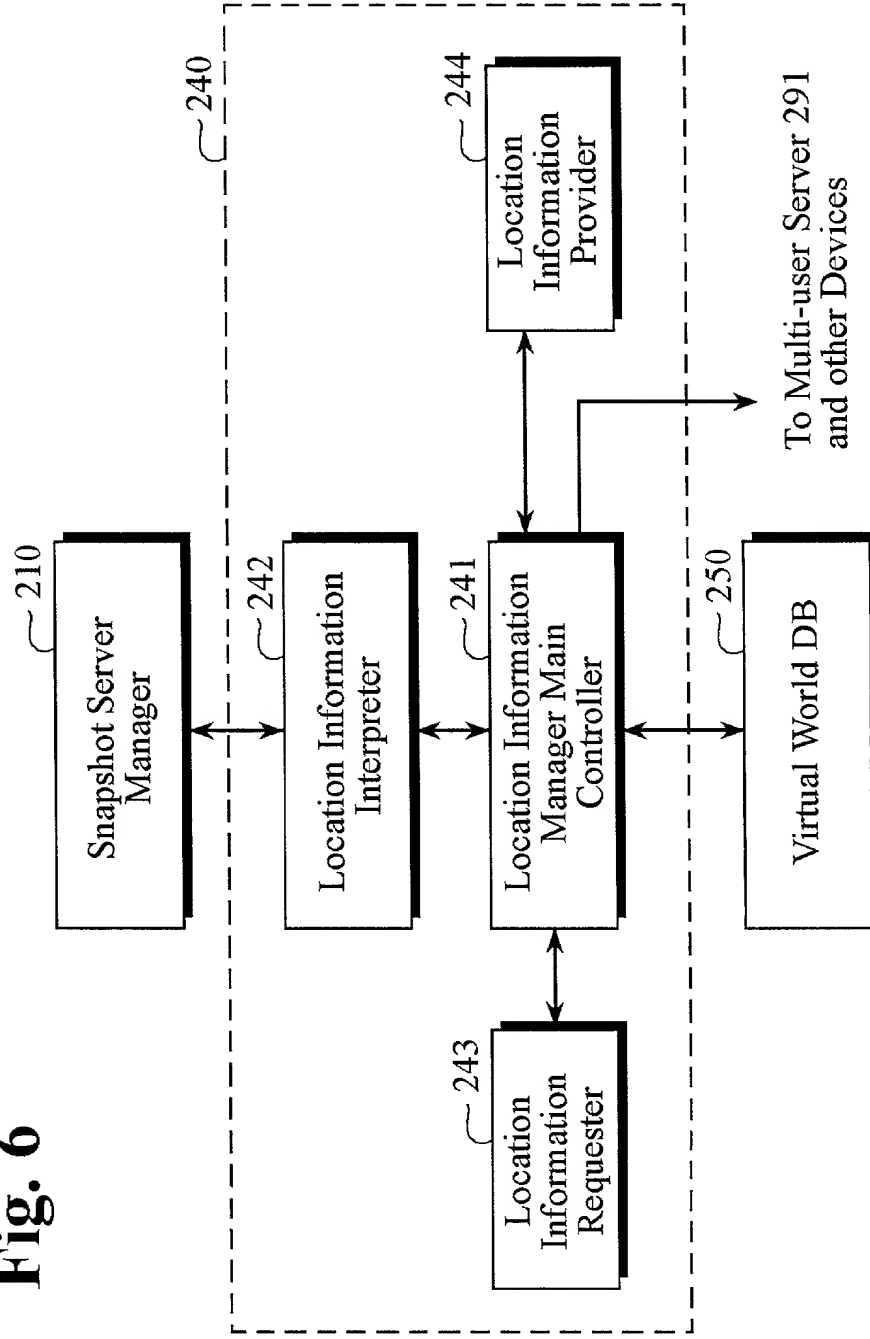 Fig. 6
210
Snapshot Server
Manager
240
242
Location Information
Interpreter
243
Location
Information
Requester
241
Location Information
Manager Main
Controller
244
Location
Information
Provider
250
Virtual World DB
To Multi-user Server 291
and other Devices